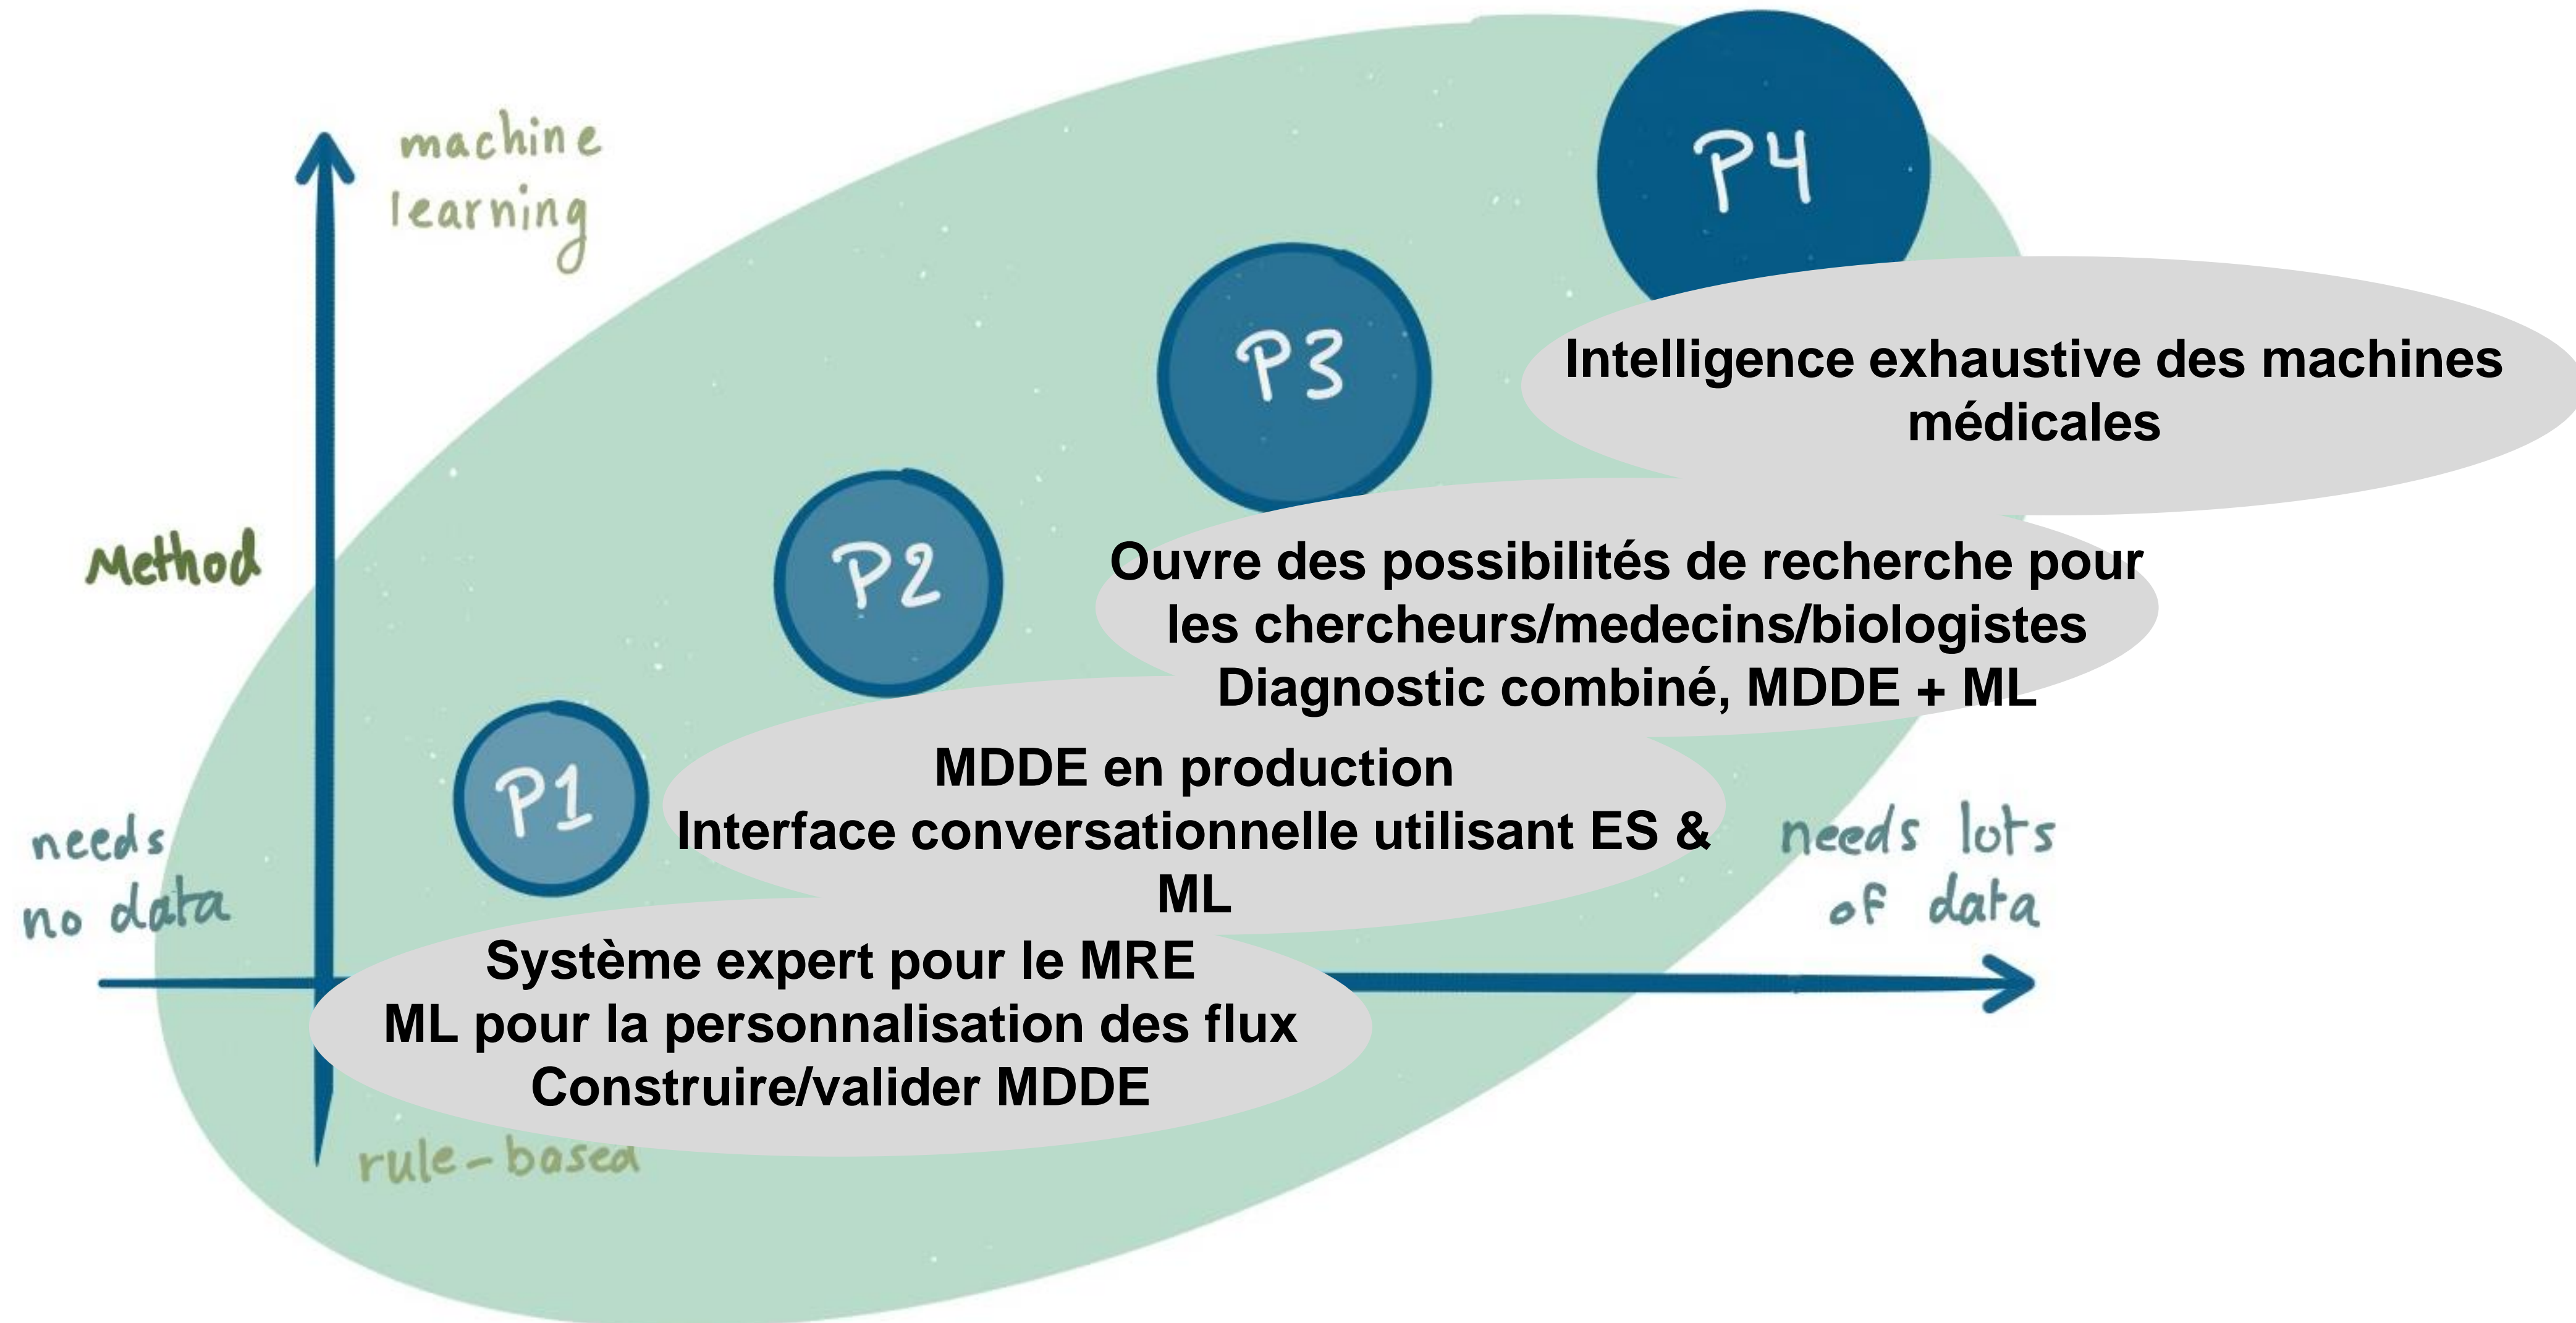 machine
learning
P4
P3
Intelligence exhaustive des machines
médicales
Method
P2
Ouvre des possibilités de recherche pour
les chercheurs/medecins/biologistes
Diagnostic combiné, MDDE + ML
P1
MDDE en production
Interface conversationnelle utilisant ES &
ML
needs
no data
needs lots
of data
Système expert pour le MRE
ML pour la personnalisation des flux
Construire/valider MDDE
rule-based